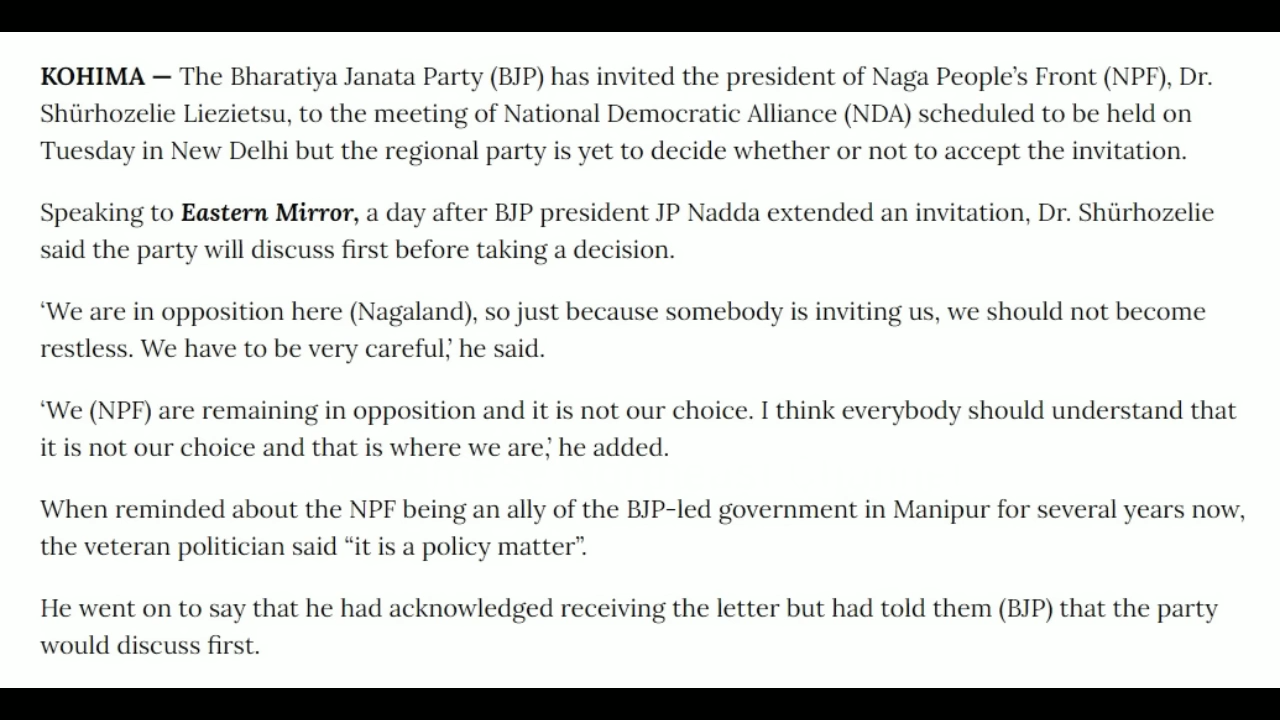 KOHIMA — The Bharatiya Janata Party (BJP) has invited the president of Naga People’s Front (NPF), Dr.
Shürhozelie Liezietsu, to the meeting of National Democratic Alliance (NDA) scheduled to be held on
Tuesday in New Delhi but the regional party is yet to decide whether or not to accept the invitation.
Speaking to Eastern Mirror, a day after BJP president JP Nadda extended an invitation, Dr. Shürhozelie
said the party will discuss first before taking a decision.
‘We are in opposition here (Nagaland), so just because somebody is inviting us, we should not become
restless. We have to be very careful,’ he said.
‘We (NPF) are remaining in opposition and it is not our choice. I think everybody should understand that
it is not our choice and that is where we are,’ he added.
When reminded about the NPF being an ally of the BJP-led government in Manipur for several years now,
the veteran politician said “it is a policy matter”.
He went on to say that he had acknowledged receiving the letter but had told them (BJP) that the party
would discuss first.